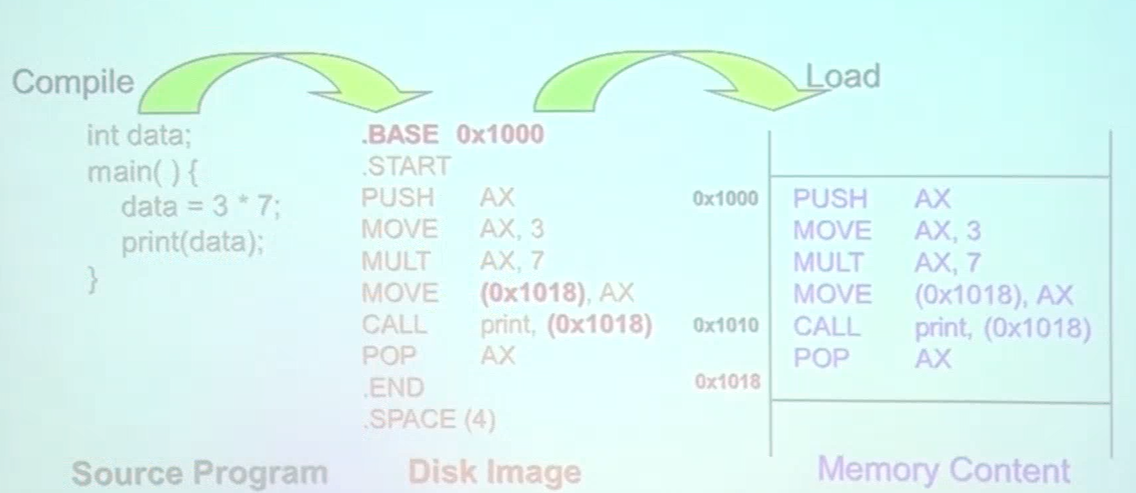 Compile
int data;
main( ) {
data = 3 * 7;
print(data);
}
Source Program
.BASE 0x1000
.START
PUSH AX
MOVE AX, 3
MULT AX, 7
MOVE (0x1018), AX
CALL print, (0x1018)
POP AX
.END
.SPACE (4)
Disk Image
Load
0x1000 PUSH AX
MOVE AX, 3
MULT AX, 7
MOVE (0x1018), AX
0x1010 CALL print, (0x1018)
POP AX
0x1018
Memory Content